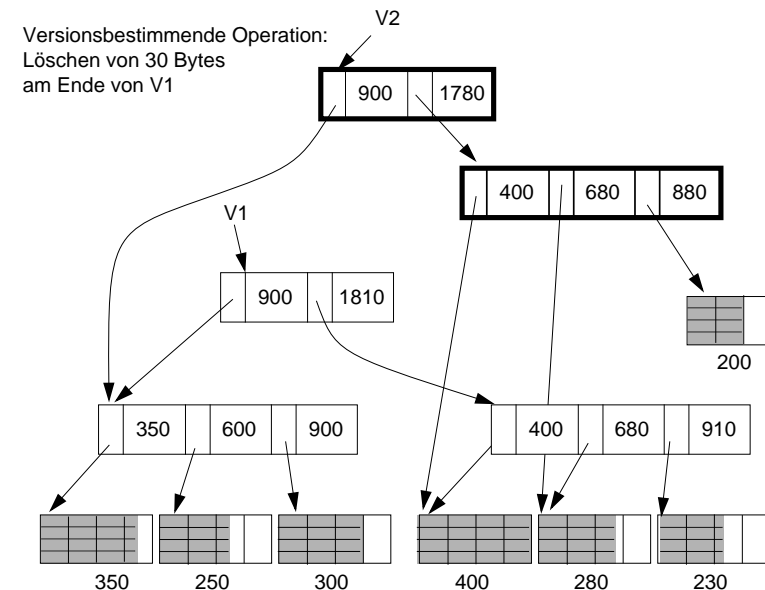 Versionsbestimmende Operation:
Löschen von 30 Bytes
am Ende von V1
V2
900 1780
400 680 880
V1
900 1810
200
350 600 900
400 680 910
350 250 300 400 280 230